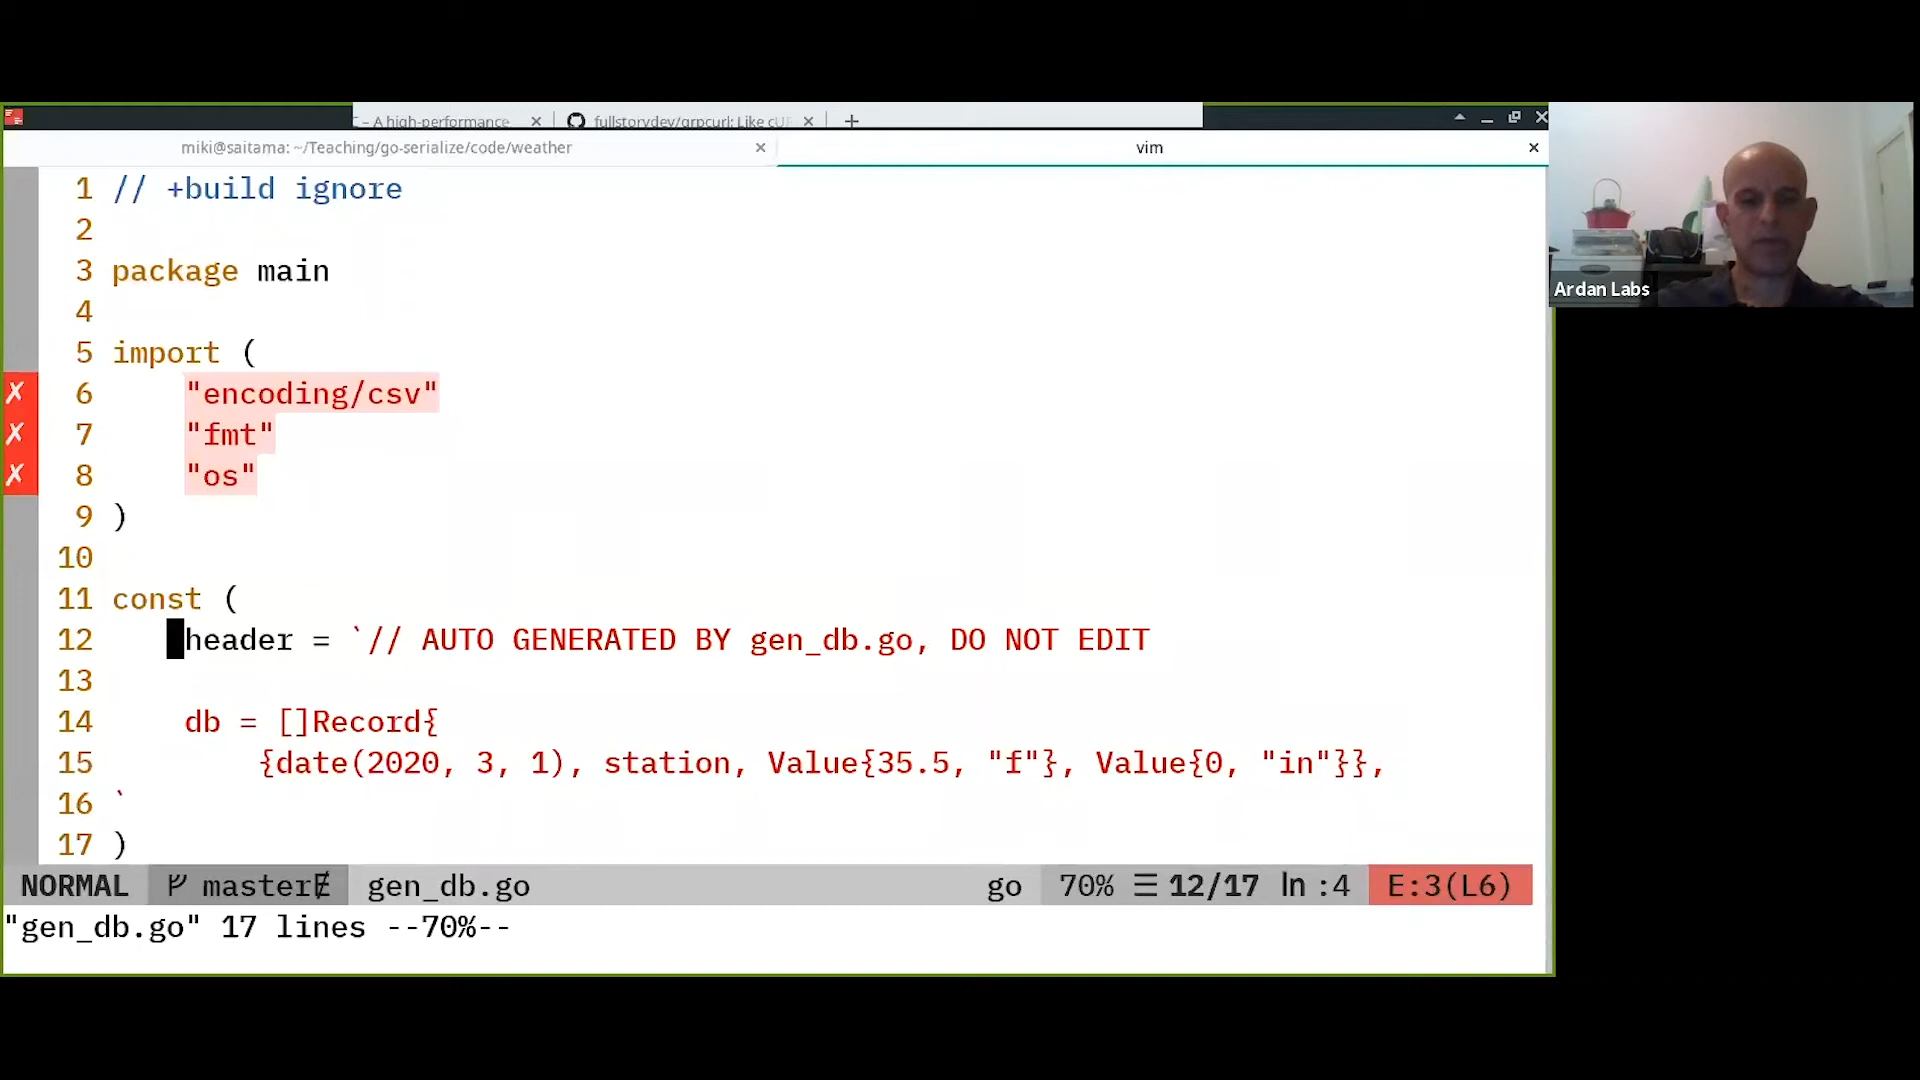 C – A high-performance
fullstorydev/grpcurl: Like cUR
miki@saitama: ~/Teaching/go-serialize/code/weather
vim
1 // +build ignore
2
3 package main
4
5 import (
6 "encoding/csv"
7 "fmt"
8 "os"
9 )
10
11 const (
12 header = `// AUTO GENERATED BY gen_db.go, DO NOT EDIT
13
14 db = []Record{
15 {date(2020, 3, 1), station, Value{35.5, "f"}, Value{0, "in"}},
16 `
17 )
NORMAL master gen_db.go go 70% ☰ 12/17 ln :4 E:3(L6)
"gen_db.go" 17 lines --70%--
Ardan Labs